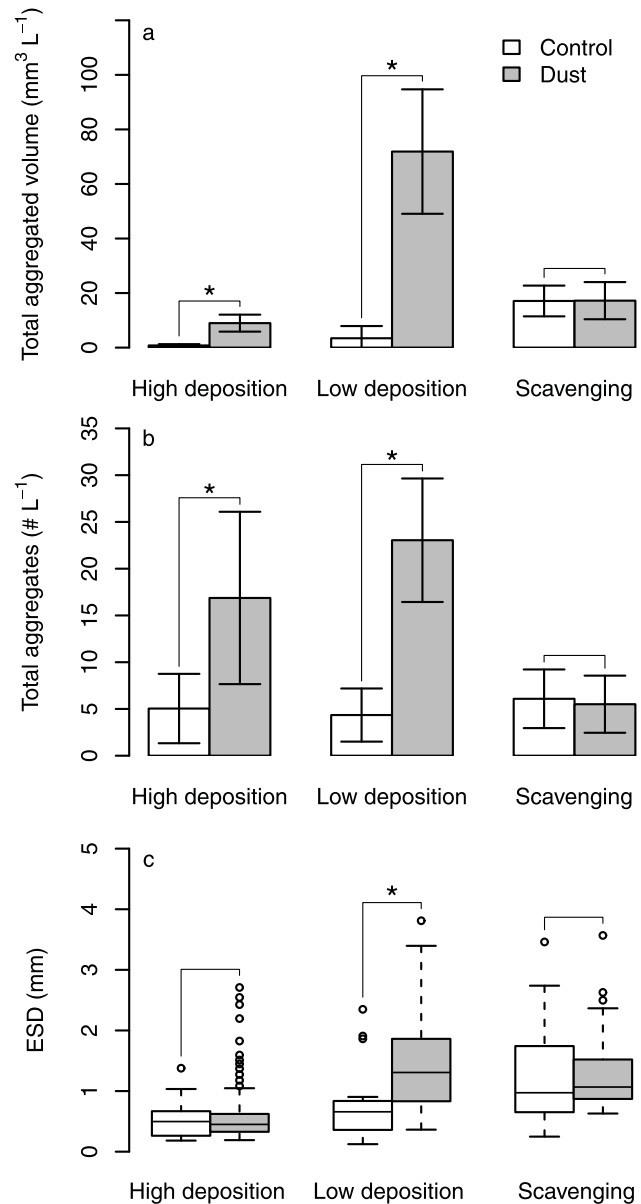 a
Control
Dust
Total aggregated volume (mm³ L⁻¹)
100
80
60
40
20
0
*
*
High deposition Low deposition Scavenging
b
Total aggregates (# L⁻¹)
35
30
25
20
15
10
5
0
*
*
High deposition Low deposition Scavenging
c
ESD (mm)
5
4
3
2
1
0
*
High deposition Low deposition Scavenging